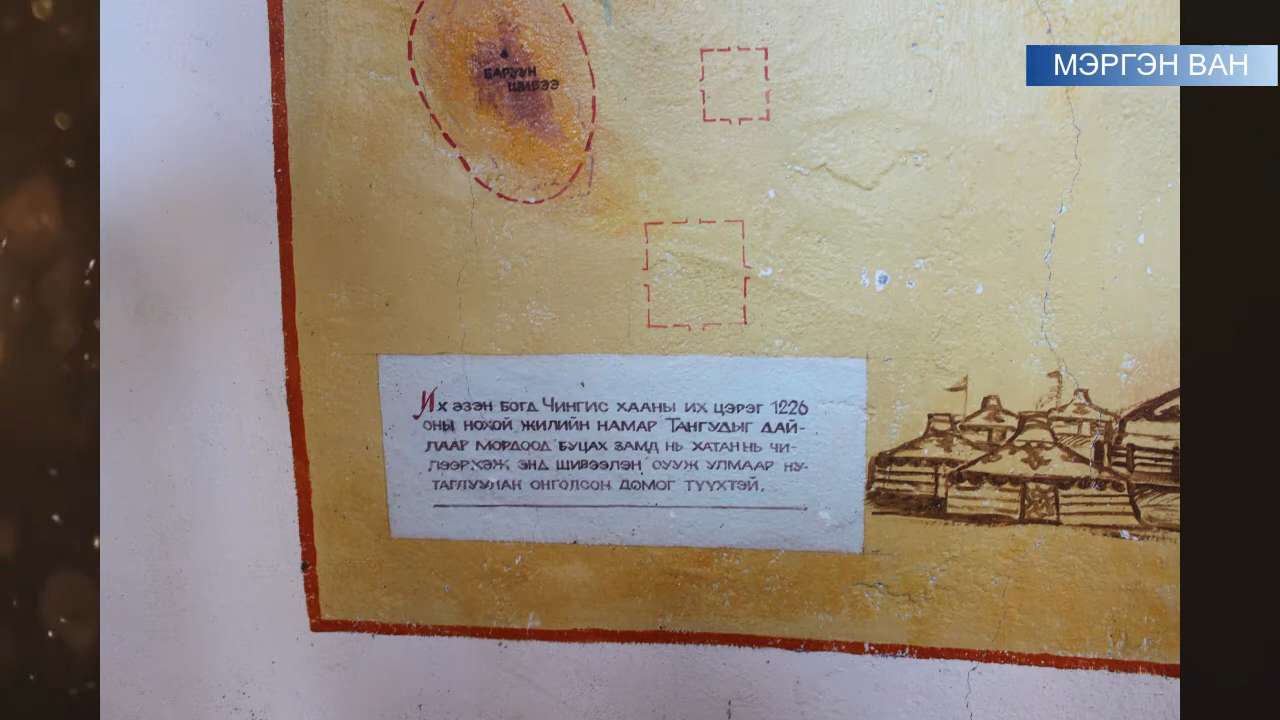 МЭРГЭН ВАН
БАРУУН
ШИВЭЭ
Их эзэн богд Чингис хааны их цэрэг 1226
оны нохой жилийн намар Тангудыг дай-
лаар мордоод буцах замд нь хатан нь чи-
лээрхэж энд шивээлэн сууж улмаар ну-
таглуулан онголсон домог түүхтэй.